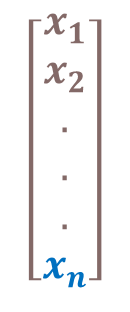 x₁
x₂
.
.
.
xₙ